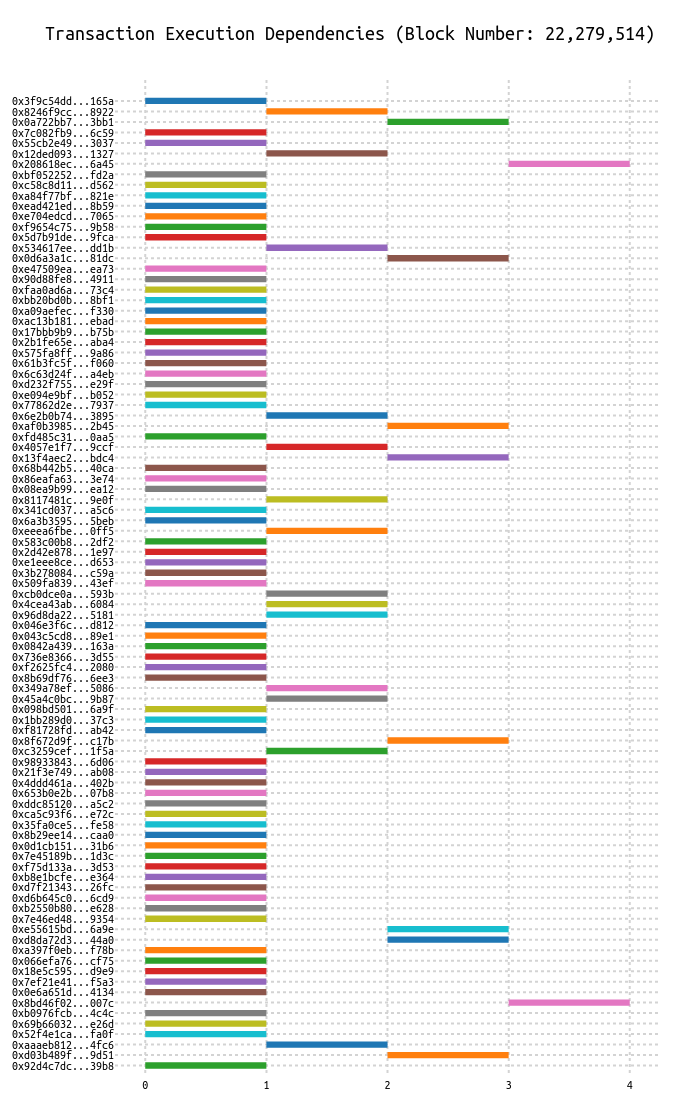 Transaction Execution Dependencies (Block Number: 22,279,514)
0x3f9c54dd...165a
0x8246f9cc...8922
0x0a722bb7...3bb1
0x7c082fb9...6c59
0x55cb2e49...3037
0x12ded093...1327
0x208618ec...6a45
0xbf052252...fd2a
0xc58c8d11...d562
0xa84f77bf...821e
0xead421ed...8b59
0xe704edcd...7065
0xf9654c75...9b58
0x5d7b91de...9fca
0x534617ee...dd1b
0x0d6a3a1c...81dc
0xe47509ea...ea73
0x90d88fe8...4911
0xfaa0ad6a...73c4
0xbb20bd0b...8bf1
0xa09aefec...f330
0xac13b181...ebad
0x17bbb9b9...b75b
0x2b1fe65e...aba4
0x575fa8ff...9a86
0x61b3fc5f...f060
0x6c63d24f...a4eb
0xd232f755...e29f
0xe094e9bf...b052
0x77862d2e...7937
0x6e2b0b74...3895
0xaf0b3985...2b45
0xfd485c31...0aa5
0x4057e1f7...9ccf
0x13f4aec2...bdc4
0x68b442b5...40ca
0x86eafa63...3e74
0x08ea9b99...ea12
0x8117481c...9e0f
0x341cd037...a5c6
0x6a3b3595...5beb
0xeeea6fbe...0ff5
0x583c00b8...2df2
0x2d42e878...1e97
0xe1eee8ce...d653
0x3b278084...c59a
0x509fa839...43ef
0xcb0dce0a...593b
0x4cea43ab...6084
0x96d8da22...5181
0x046e3f6c...d812
0x043c5cd8...89e1
0x0842a439...163a
0x736e8366...3d55
0xf2625fc4...2080
0x8b69df76...6ee3
0x349a78ef...5086
0x45a4c0bc...9b87
0x098bd501...6a9f
0x1bb289d0...37c3
0xf81728fd...ab42
0x8f672d9f...c17b
0xc3259cef...1f5a
0x98933843...6d06
0x21f3e749...ab08
0x4ddd461a...402b
0x653b0e2b...07b8
0xddc85120...a5c2
0xca5c93f6...e72c
0x35fa0ce5...fe58
0x8b29ee14...caa0
0x0d1cb151...31b6
0x7e45189b...1d3c
0xf75d133a...3d53
0xb8e1bcfe...e364
0xd7f21343...26fc
0xd6b645c0...6cd9
0xb2550b80...e628
0x7e46ed48...9354
0xe55615bd...6a9e
0xd8da72d3...44a0
0xa397f0eb...f78b
0x066efa76...cf75
0x18e5c595...d9e9
0x7ef21e41...f5a3
0x0e6a651d...4134
0x8bd46f02...007c
0xb0976fcb...4c4c
0x69b66032...e26d
0x52f4e1ca...fa0f
0xaaaeb812...4fc6
0xd03b489f...9d51
0x92d4c7dc...39b8
0 1 2 3 4